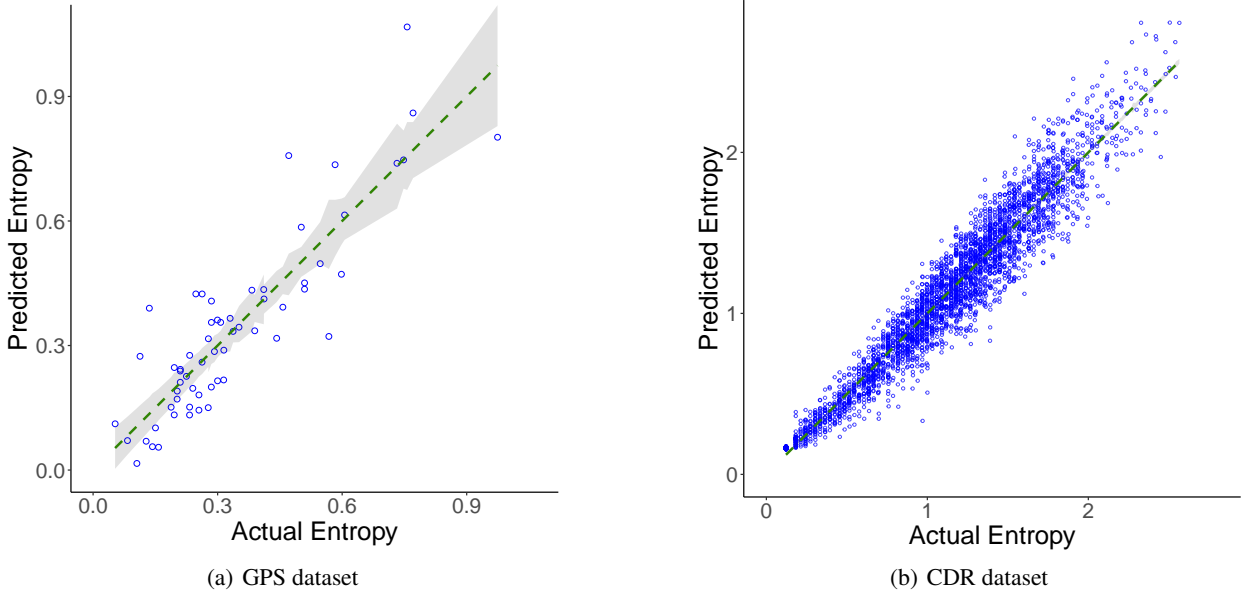 Predicted Entropy
0.9
0.6
0.3
0.0
0.0 0.3 0.6 0.9
Actual Entropy
(a) GPS dataset
Predicted Entropy
2
1
0
0 1 2
Actual Entropy
(b) CDR dataset